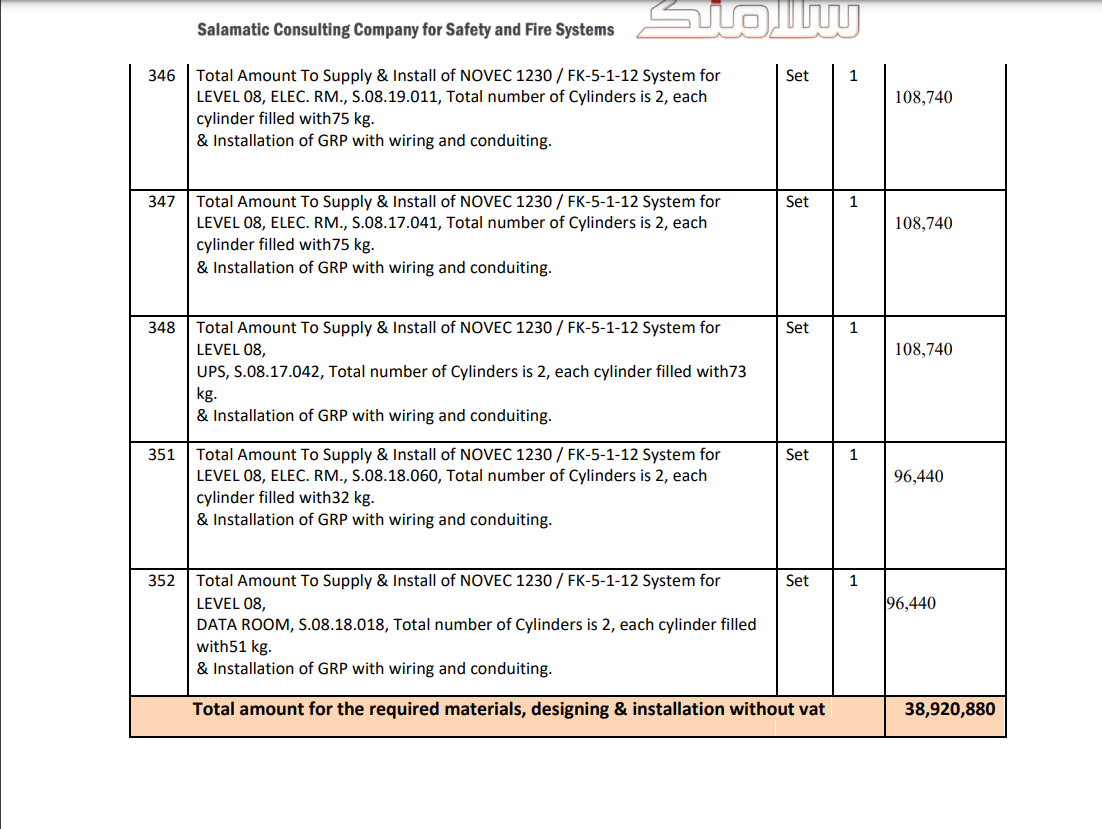 Salamatic Consulting Company for Safety and Fire Systems
سلامتك
346 Total Amount To Supply & Install of NOVEC 1230 / FK-5-1-12 System for Set 1
LEVEL 08, ELEC. RM., S.08.19.011, Total number of Cylinders is 2, each 108,740
cylinder filled with75 kg.
& Installation of GRP with wiring and conduiting.
347 Total Amount To Supply & Install of NOVEC 1230 / FK-5-1-12 System for Set 1
LEVEL 08, ELEC. RM., S.08.17.041, Total number of Cylinders is 2, each 108,740
cylinder filled with75 kg.
& Installation of GRP with wiring and conduiting.
348 Total Amount To Supply & Install of NOVEC 1230 / FK-5-1-12 System for Set 1
LEVEL 08, 108,740
UPS, S.08.17.042, Total number of Cylinders is 2, each cylinder filled with73
kg.
& Installation of GRP with wiring and conduiting.
351 Total Amount To Supply & Install of NOVEC 1230 / FK-5-1-12 System for Set 1
LEVEL 08, ELEC. RM., S.08.18.060, Total number of Cylinders is 2, each 96,440
cylinder filled with32 kg.
& Installation of GRP with wiring and conduiting.
352 Total Amount To Supply & Install of NOVEC 1230 / FK-5-1-12 System for Set 1
LEVEL 08, 96,440
DATA ROOM, S.08.18.018, Total number of Cylinders is 2, each cylinder filled
with51 kg.
& Installation of GRP with wiring and conduiting.
Total amount for the required materials, designing & installation without vat 38,920,880